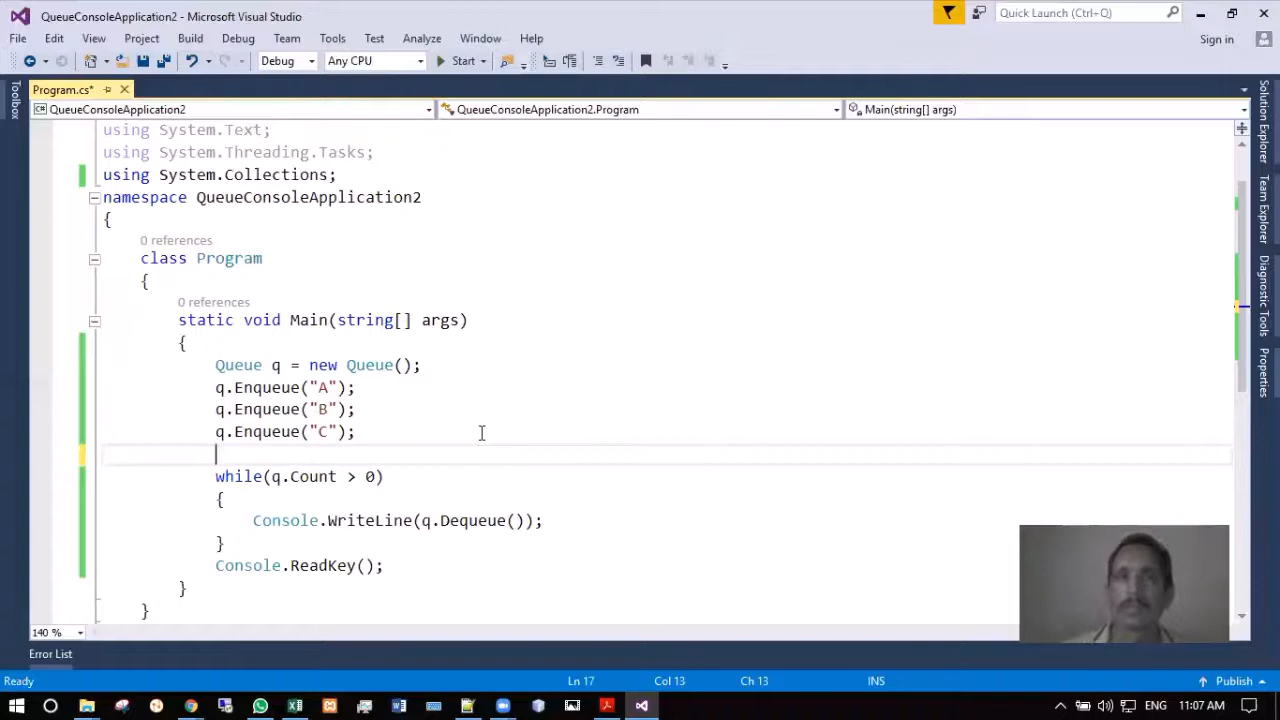 QueueConsoleApplication2 - Microsoft Visual Studio
Quick Launch (Ctrl+Q)
File Edit View Project Build Debug Team Tools Test Analyze Window Help
Sign in
Debug Any CPU Start
Program.cs*
QueueConsoleApplication2 QueueConsoleApplication2.Program Main(string[] args)
Toolbox
Solution Explorer
Team Explorer
Diagnostic Tools
Properties
using System.Text;
using System.Threading.Tasks;
using System.Collections;
namespace QueueConsoleApplication2
{
0 references
class Program
{
0 references
static void Main(string[] args)
{
Queue q = new Queue();
q.Enqueue("A");
q.Enqueue("B");
q.Enqueue("C");
while(q.Count > 0)
{
Console.WriteLine(q.Dequeue());
}
Console.ReadKey();
}
}
140 %
Error List
Ready Ln 17 Col 13 Ch 13 INS Publish
ENG 11:07 AM